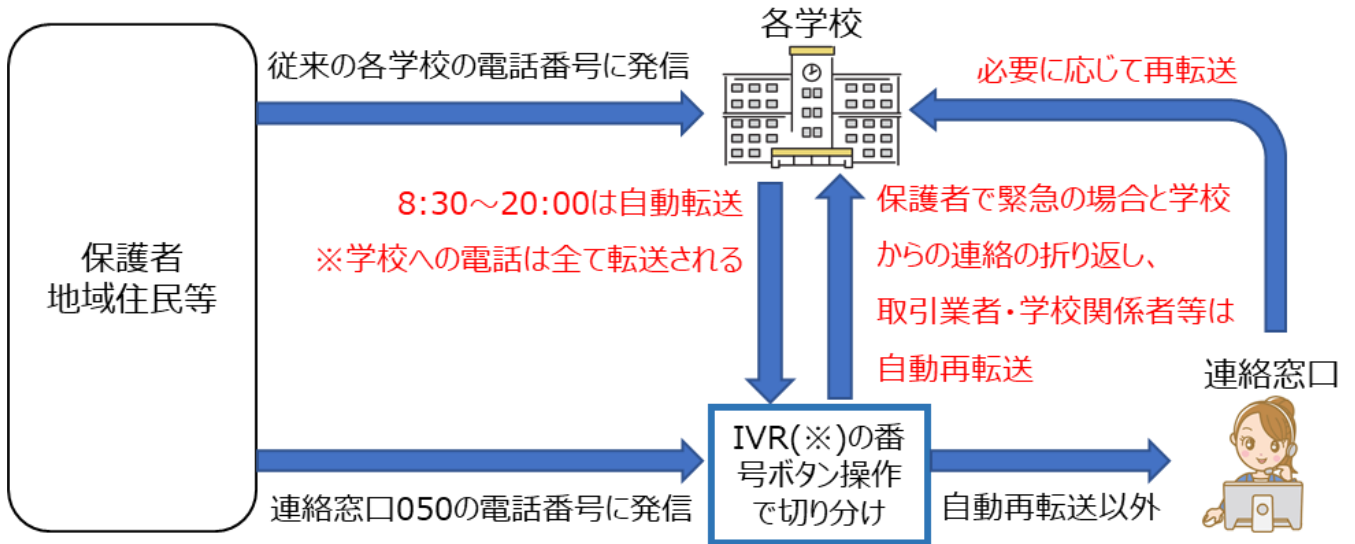 各学校
従来の各学校の電話番号に発信
必要に応じて再転送
8:30～20:00は自動転送
※学校への電話は全て転送される
保護者で緊急の場合と学校
からの連絡の折り返し、
取引業者・学校関係者等は
自動再転送
保護者
地域住民等
連絡窓口
IVR(※)の番
号ボタン操作
で切り分け
連絡窓口050の電話番号に発信
自動再転送以外